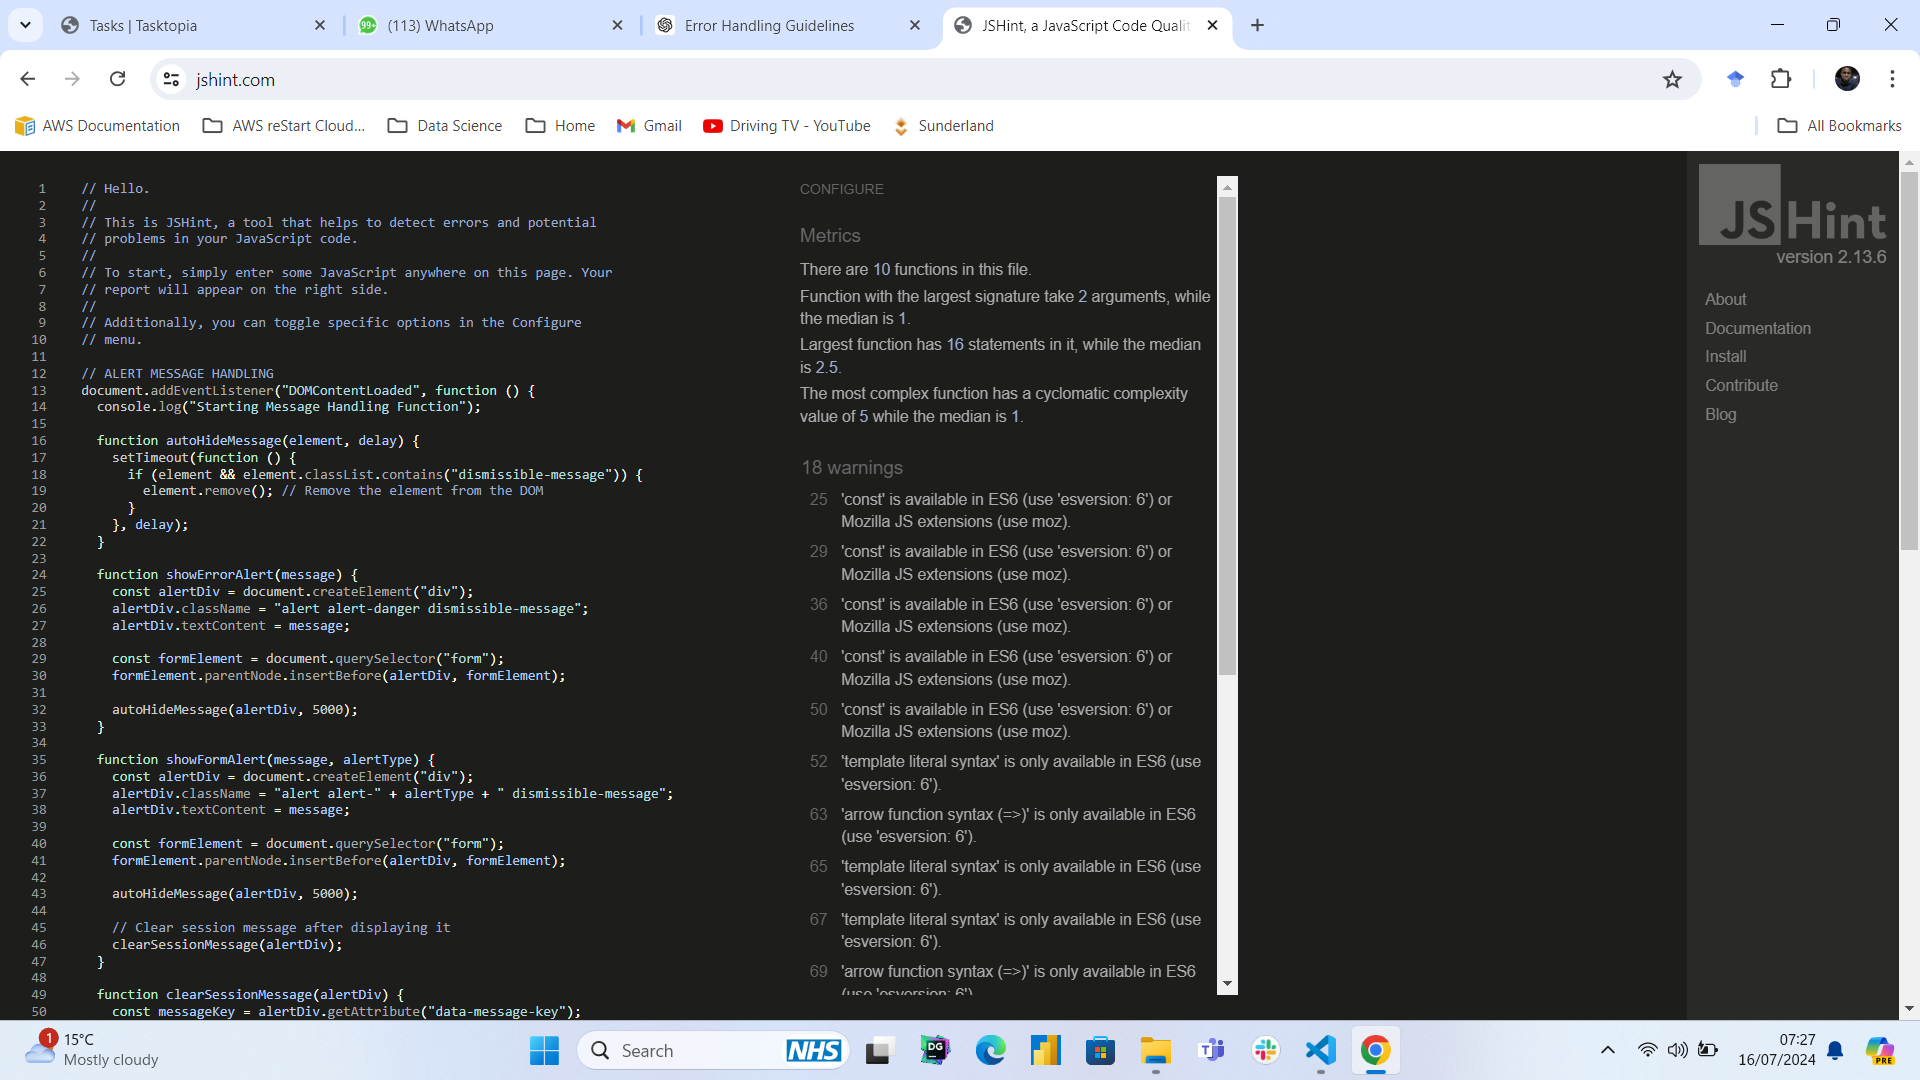 Tasks | Tasktopia
99+
(113) WhatsApp
Error Handling Guidelines
JSHint, a JavaScript Code Qualit
jshint.com
AWS Documentation
AWS reStart Cloud...
Data Science
Home
Gmail
Driving TV - YouTube
Sunderland
All Bookmarks
1 // Hello.
2 //
3 // This is JSHint, a tool that helps to detect errors and potential
4 // problems in your JavaScript code.
5 //
6 // To start, simply enter some JavaScript anywhere on this page. Your
7 // report will appear on the right side.
8 //
9 // Additionally, you can toggle specific options in the Configure
10 // menu.
11
12 // ALERT MESSAGE HANDLING
13 document.addEventListener("DOMContentLoaded", function () {
14 console.log("Starting Message Handling Function");
15
16 function autoHideMessage(element, delay) {
17 setTimeout(function () {
18 if (element && element.classList.contains("dismissible-message")) {
19 element.remove(); // Remove the element from the DOM
20 }
21 }, delay);
22 }
23
24 function showErrorAlert(message) {
25 const alertDiv = document.createElement("div");
26 alertDiv.className = "alert alert-danger dismissible-message";
27 alertDiv.textContent = message;
28
29 const formElement = document.querySelector("form");
30 formElement.parentNode.insertBefore(alertDiv, formElement);
31
32 autoHideMessage(alertDiv, 5000);
33 }
34
35 function showFormAlert(message, alertType) {
36 const alertDiv = document.createElement("div");
37 alertDiv.className = "alert alert-" + alertType + " dismissible-message";
38 alertDiv.textContent = message;
39
40 const formElement = document.querySelector("form");
41 formElement.parentNode.insertBefore(alertDiv, formElement);
42
43 autoHideMessage(alertDiv, 5000);
44
45 // Clear session message after displaying it
46 clearSessionMessage(alertDiv);
47 }
48
49 function clearSessionMessage(alertDiv) {
50 const messageKey = alertDiv.getAttribute("data-message-key");
CONFIGURE
Metrics
There are 10 functions in this file.
Function with the largest signature take 2 arguments, while
the median is 1.
Largest function has 16 statements in it, while the median
is 2.5.
The most complex function has a cyclomatic complexity
value of 5 while the median is 1.
18 warnings
25 'const' is available in ES6 (use 'esversion: 6') or
Mozilla JS extensions (use moz).
29 'const' is available in ES6 (use 'esversion: 6') or
Mozilla JS extensions (use moz).
36 'const' is available in ES6 (use 'esversion: 6') or
Mozilla JS extensions (use moz).
40 'const' is available in ES6 (use 'esversion: 6') or
Mozilla JS extensions (use moz).
50 'const' is available in ES6 (use 'esversion: 6') or
Mozilla JS extensions (use moz).
52 'template literal syntax' is only available in ES6 (use
'esversion: 6').
63 'arrow function syntax (=>)' is only available in ES6
(use 'esversion: 6').
65 'template literal syntax' is only available in ES6 (use
'esversion: 6').
67 'template literal syntax' is only available in ES6 (use
'esversion: 6').
69 'arrow function syntax (=>)' is only available in ES6
(use 'esversion: 6').
JSHint
version 2.13.6
About
Documentation
Install
Contribute
Blog
1
15°C
Mostly cloudy
Search
NHS
DG
07:27
16/07/2024
PRE